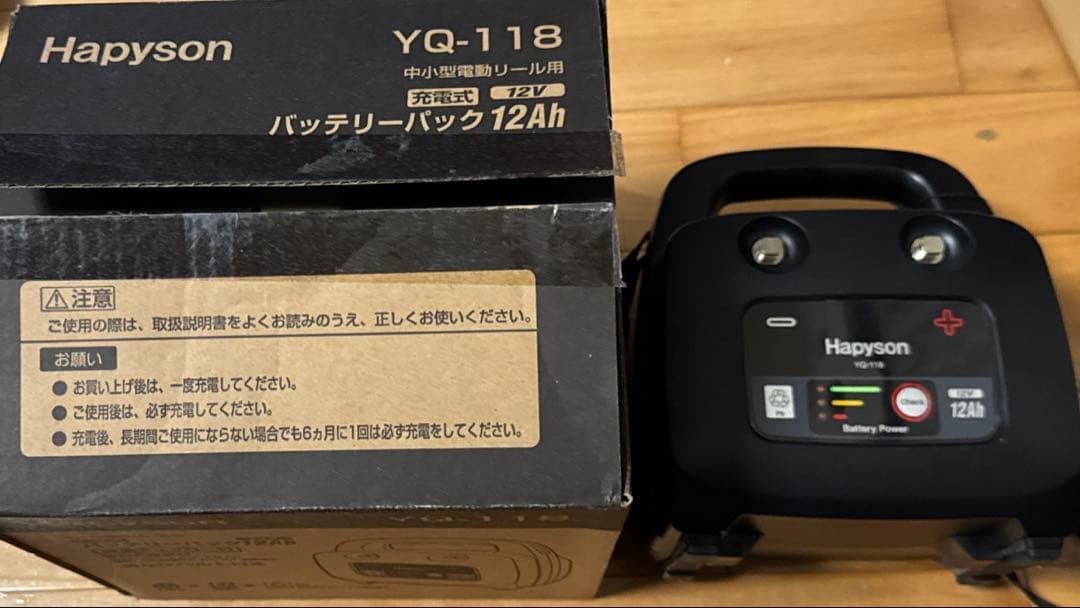 Hapyson
YQ-118
中小型電動リール用
充電式 12V
バッテリーパック 12Ah
注意
ご使用の際は、取扱説明書をよくお読みのうえ、正しくお使いください。
お願い
● お買い上げ後は、一度充電してください。
● ご使用後は、必ず充電してください。
● 充電後、長期間ご使用にならない場合でも6ヵ月に1回は必ず充電をしてください。
YQ-118
Hapyson
YQ-118
Pb
Check
12V
12Ah
Battery Power